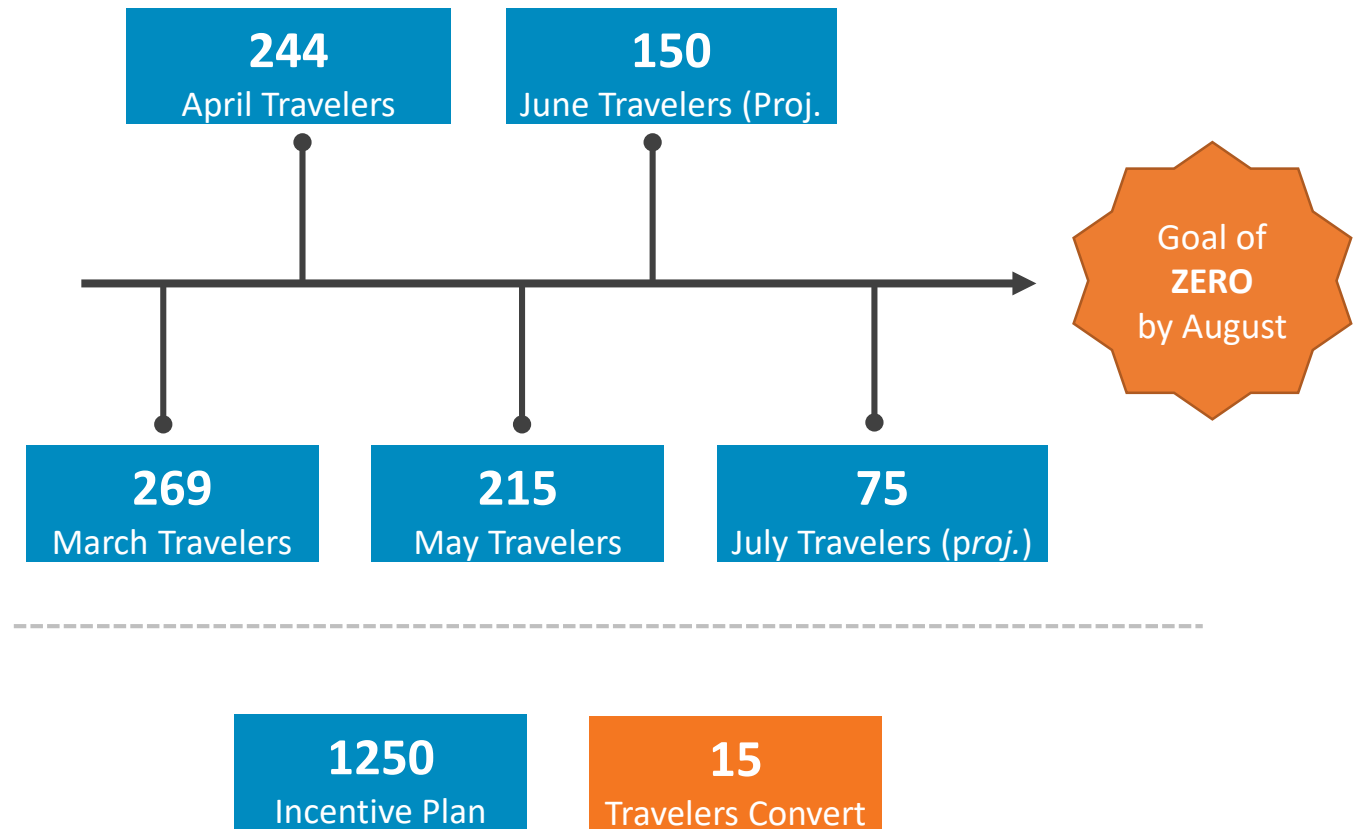 244
April Travelers
150
June Travelers (Proj.
Goal of
ZERO
by August
269
March Travelers
215
May Travelers
75
July Travelers (proj.)
1250
Incentive Plan
15
Travelers Convert